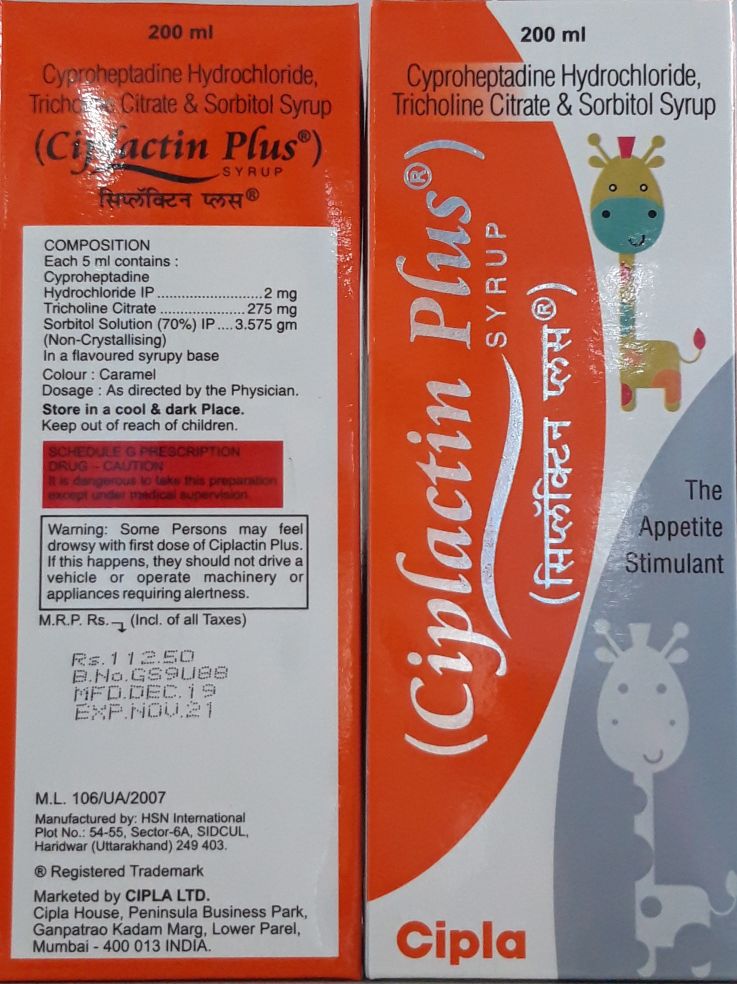 200 ml
Cyproheptadine Hydrochloride,
Tricholine Citrate & Sorbitol Syrup
(Ciplactin Plus®)
SYRUP
सिप्लॅक्टिन प्लस®
COMPOSITION
Each 5 ml contains :
Cyproheptadine
Hydrochloride IP ........................2 mg
Tricholine Citrate ....................275 mg
Sorbitol Solution (70%) IP ....3.575 gm
(Non-Crystallising)
In a flavoured syrupy base
Colour : Caramel
Dosage : As directed by the Physician.
Store in a cool & dark Place.
Keep out of reach of children.
SCHEDULE G PRESCRIPTION
DRUG – CAUTION
It is dangerous to take this preparation
except under medical supervision.
Warning: Some Persons may feel
drowsy with first dose of Ciplactin Plus.
If this happens, they should not drive a
vehicle or operate machinery or
appliances requiring alertness.
M.R.P. Rs. (Incl. of all Taxes)
Rs.112.50
B.No.GS9U88
MFD.DEC.19
EXP.NOV.21
M.L. 106/UA/2007
Manufactured by: HSN International
Plot No.: 54-55, Sector-6A, SIDCUL,
Haridwar (Uttarakhand) 249 403.
® Registered Trademark
Marketed by CIPLA LTD.
Cipla House, Peninsula Business Park,
Ganpatrao Kadam Marg, Lower Parel,
Mumbai - 400 013 INDIA.
200 ml
Cyproheptadine Hydrochloride,
Tricholine Citrate & Sorbitol Syrup
(Ciplactin Plus®)
SYRUP
(सिप्लॅक्टिन प्लस®)
The
Appetite
Stimulant
Cipla